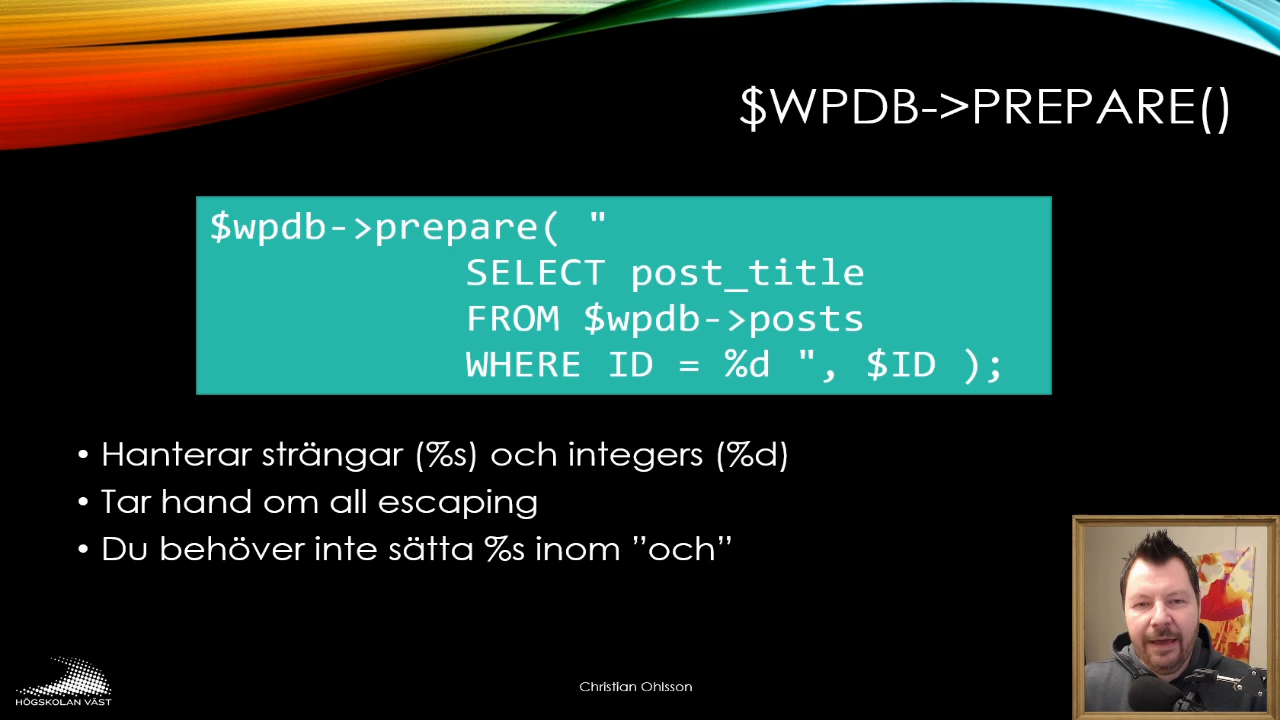 $WPDB->PREPARE()
$wpdb->prepare( "
SELECT post_title
FROM $wpdb->posts
WHERE ID = %d ", $ID );
• Hanterar strängar (%s) och integers (%d)
• Tar hand om all escaping
• Du behöver inte sätta %s inom ”och”
HÖGSKOLAN VÄST
Christian Ohlsson